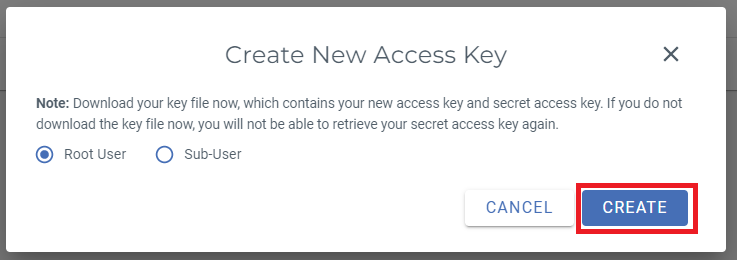 Create New Access Key
Note: Download your key file now, which contains your new access key and secret access key. If you do not
download the key file now, you will not be able to retrieve your secret access key again.
Root User Sub-User
CANCEL CREATE